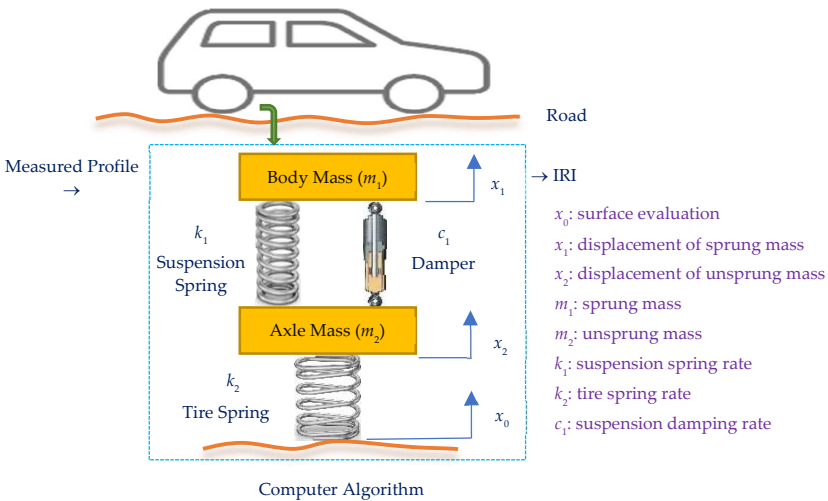 Road
Measured Profile
→
Body Mass (m₁)
x₁
→ IRI
k₁
Suspension
Spring
c₁
Damper
Axle Mass (m₂)
x₂
k₂
Tire Spring
x₀
x₀: surface evaluation
x₁: displacement of sprung mass
x₂: displacement of unsprung mass
m₁: sprung mass
m₂: unsprung mass
k₁: suspension spring rate
k₂: tire spring rate
c₁: suspension damping rate
Computer Algorithm